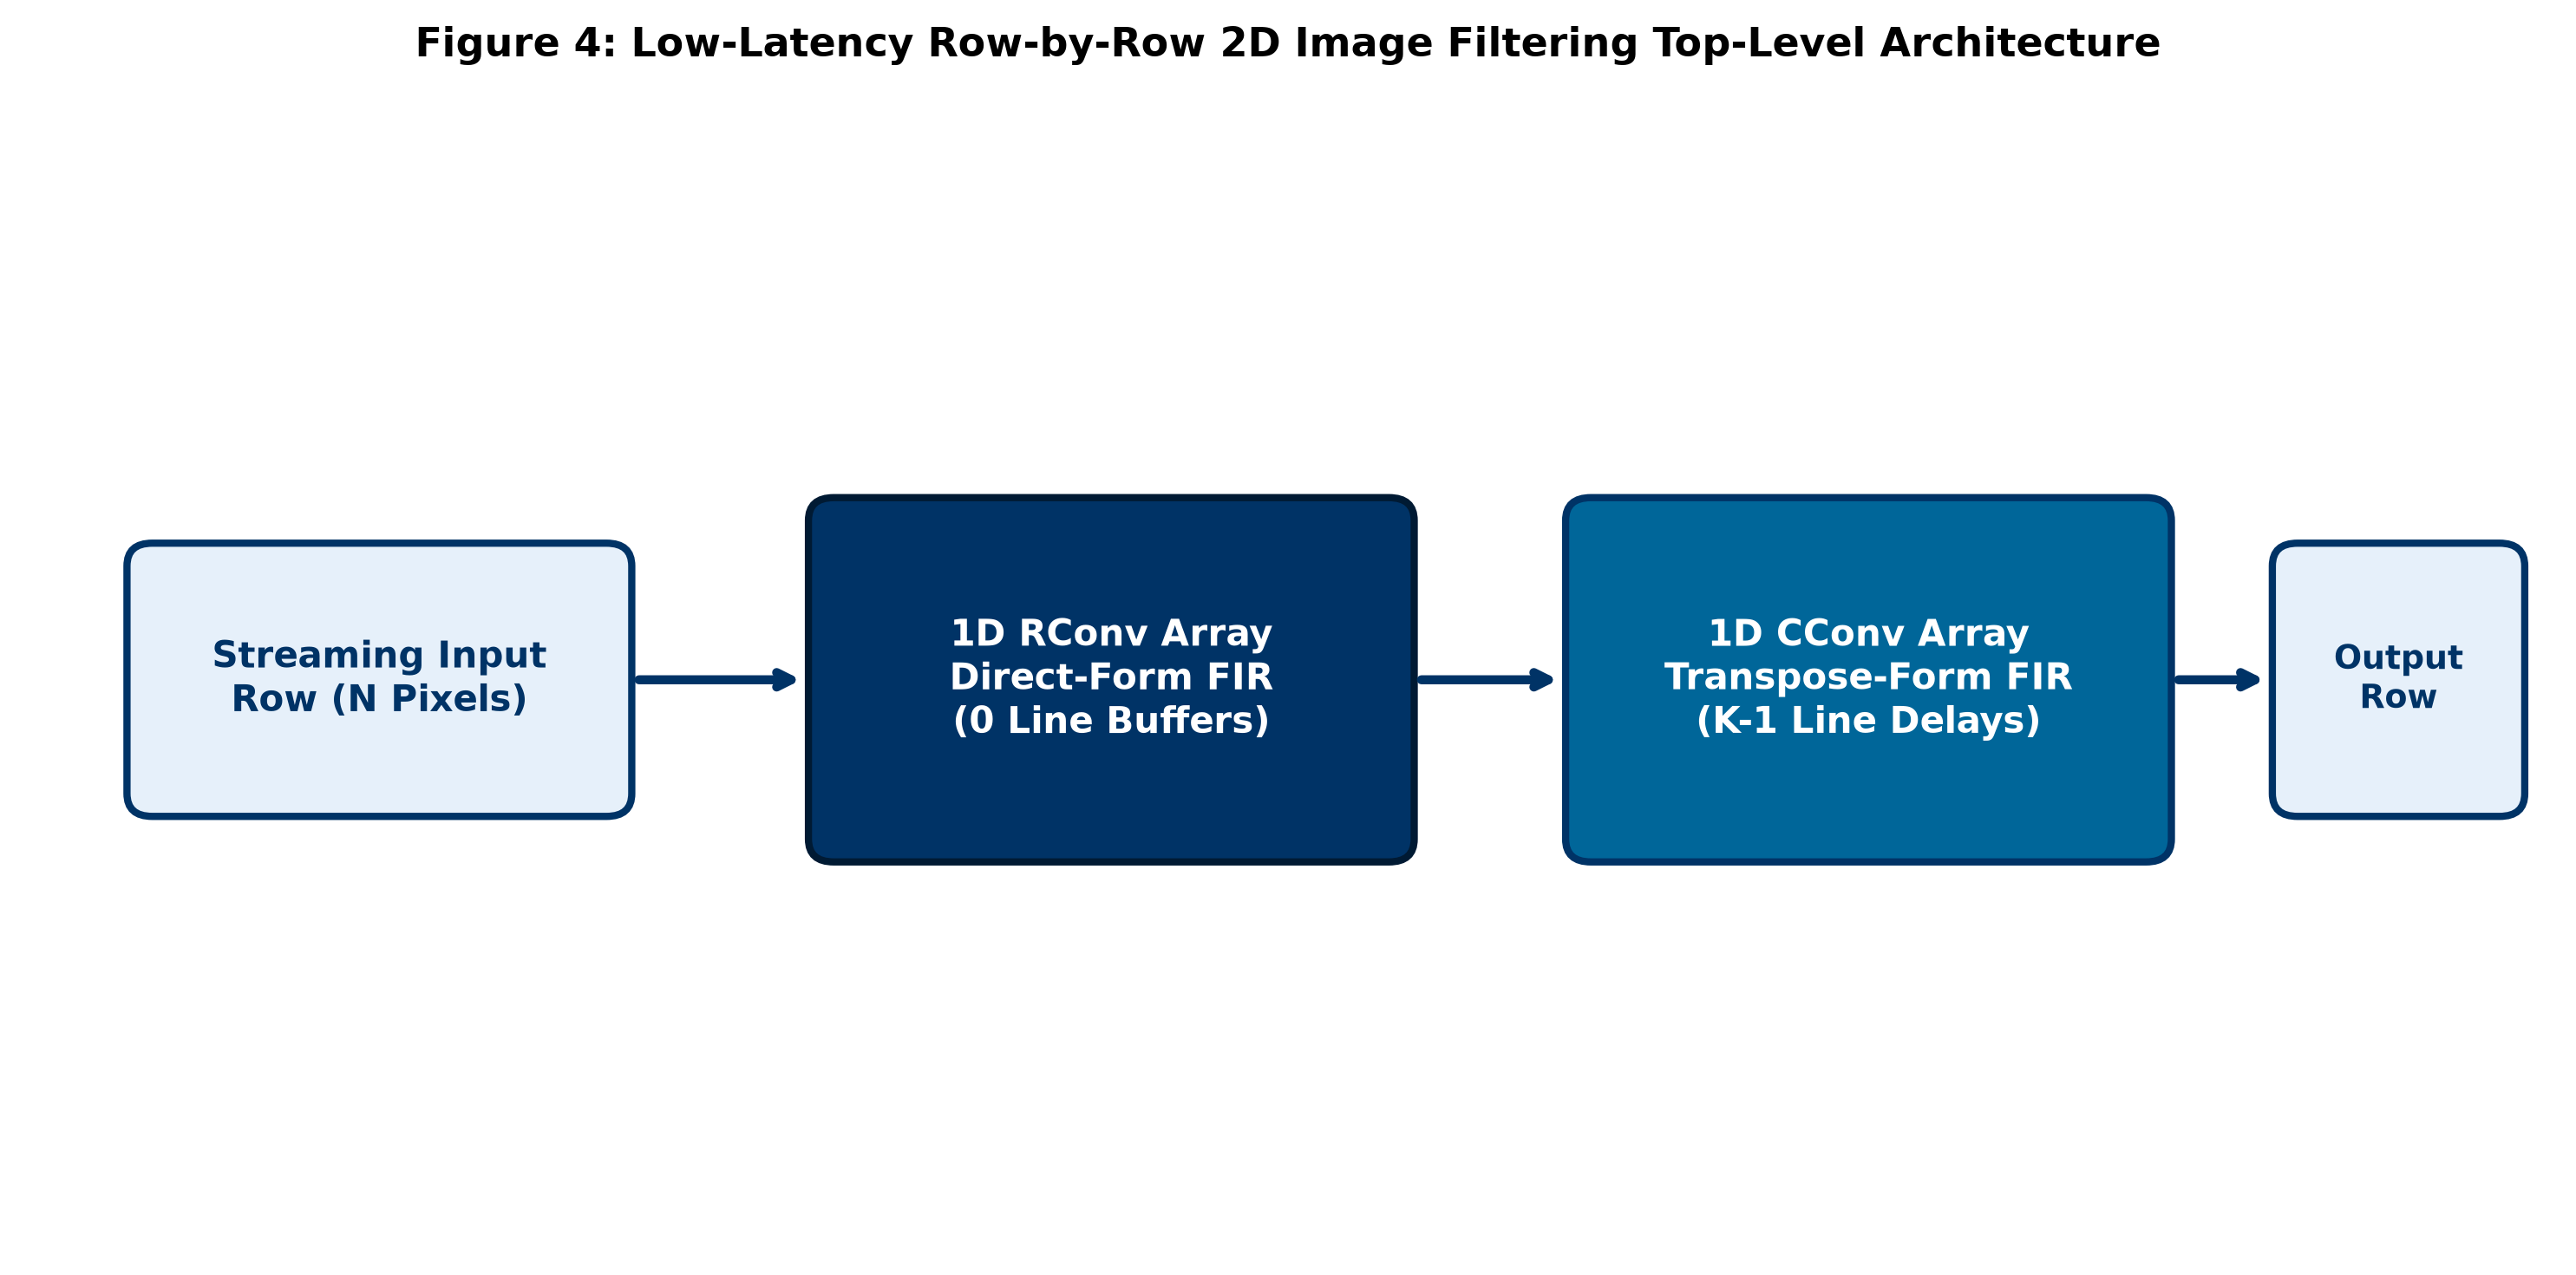 Figure 4: Low-Latency Row-by-Row 2D Image Filtering Top-Level Architecture
Streaming Input
Row (N Pixels)
1D RConv Array
Direct-Form FIR
(0 Line Buffers)
1D CConv Array
Transpose-Form FIR
(K-1 Line Delays)
Output
Row